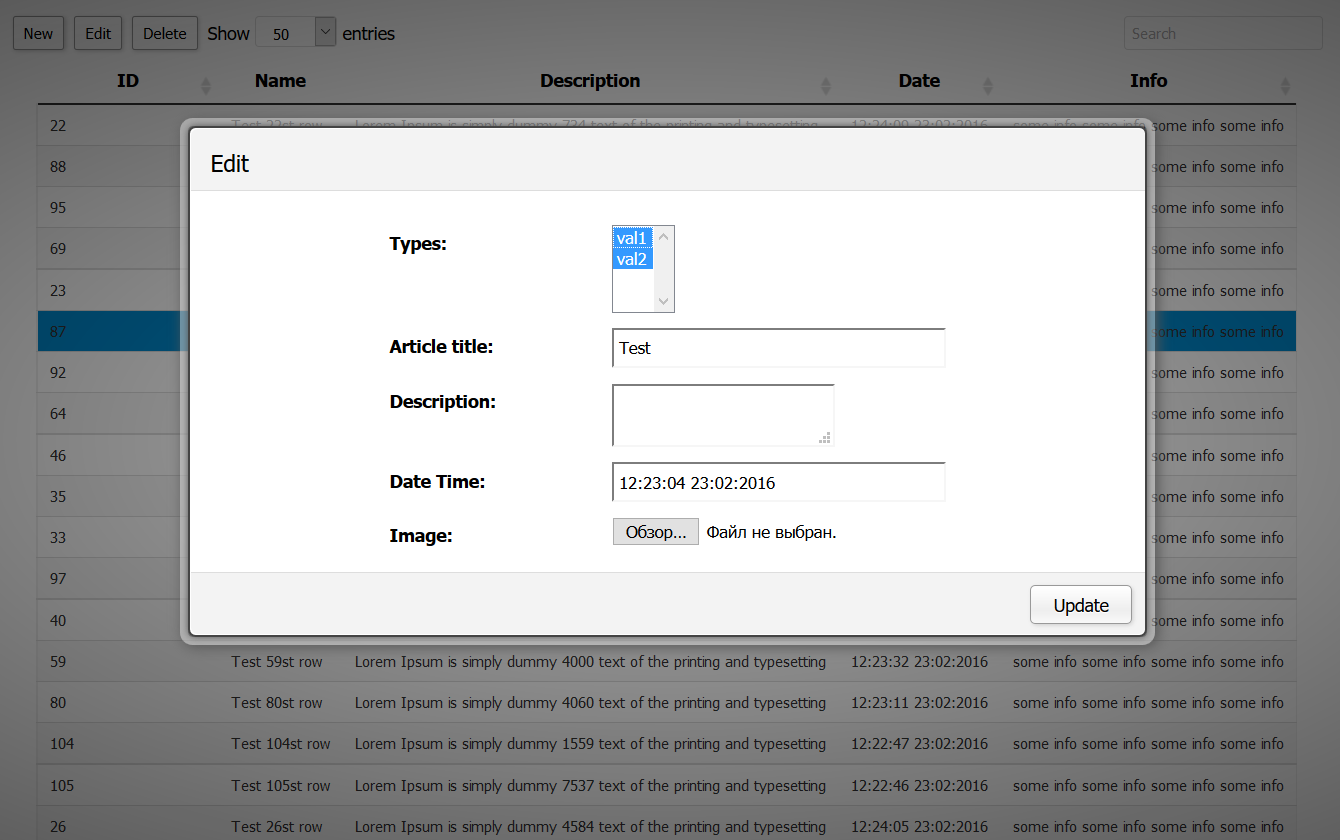 New Edit Delete Show 50 entries Search
ID Name Description Date Info
22 Test 22st row Lorem Ipsum is simply dummy 724 text of the printing and typesetting 12:24:09 23:02:2016 some info some info some info some info
Edit
88 some info some info
95 some info some info
Types: val1
val2
69 some info some info
23 some info some info
87 some info some info
Article title: Test
92 some info some info
Description:
64 some info some info
46 some info some info
Date Time: 12:23:04 23:02:2016
35 some info some info
33 some info some info
Image: Обзор... Файл не выбран.
97 some info some info
Update
40 some info some info
59 Test 59st row Lorem Ipsum is simply dummy 4000 text of the printing and typesetting 12:23:32 23:02:2016 some info some info some info some info
80 Test 80st row Lorem Ipsum is simply dummy 4060 text of the printing and typesetting 12:23:11 23:02:2016 some info some info some info some info
104 Test 104st row Lorem Ipsum is simply dummy 1559 text of the printing and typesetting 12:22:47 23:02:2016 some info some info some info some info
105 Test 105st row Lorem Ipsum is simply dummy 7537 text of the printing and typesetting 12:22:46 23:02:2016 some info some info some info some info
26 Test 26st row Lorem Ipsum is simply dummy 4584 text of the printing and typesetting 12:24:05 23:02:2016 some info some info some info some info